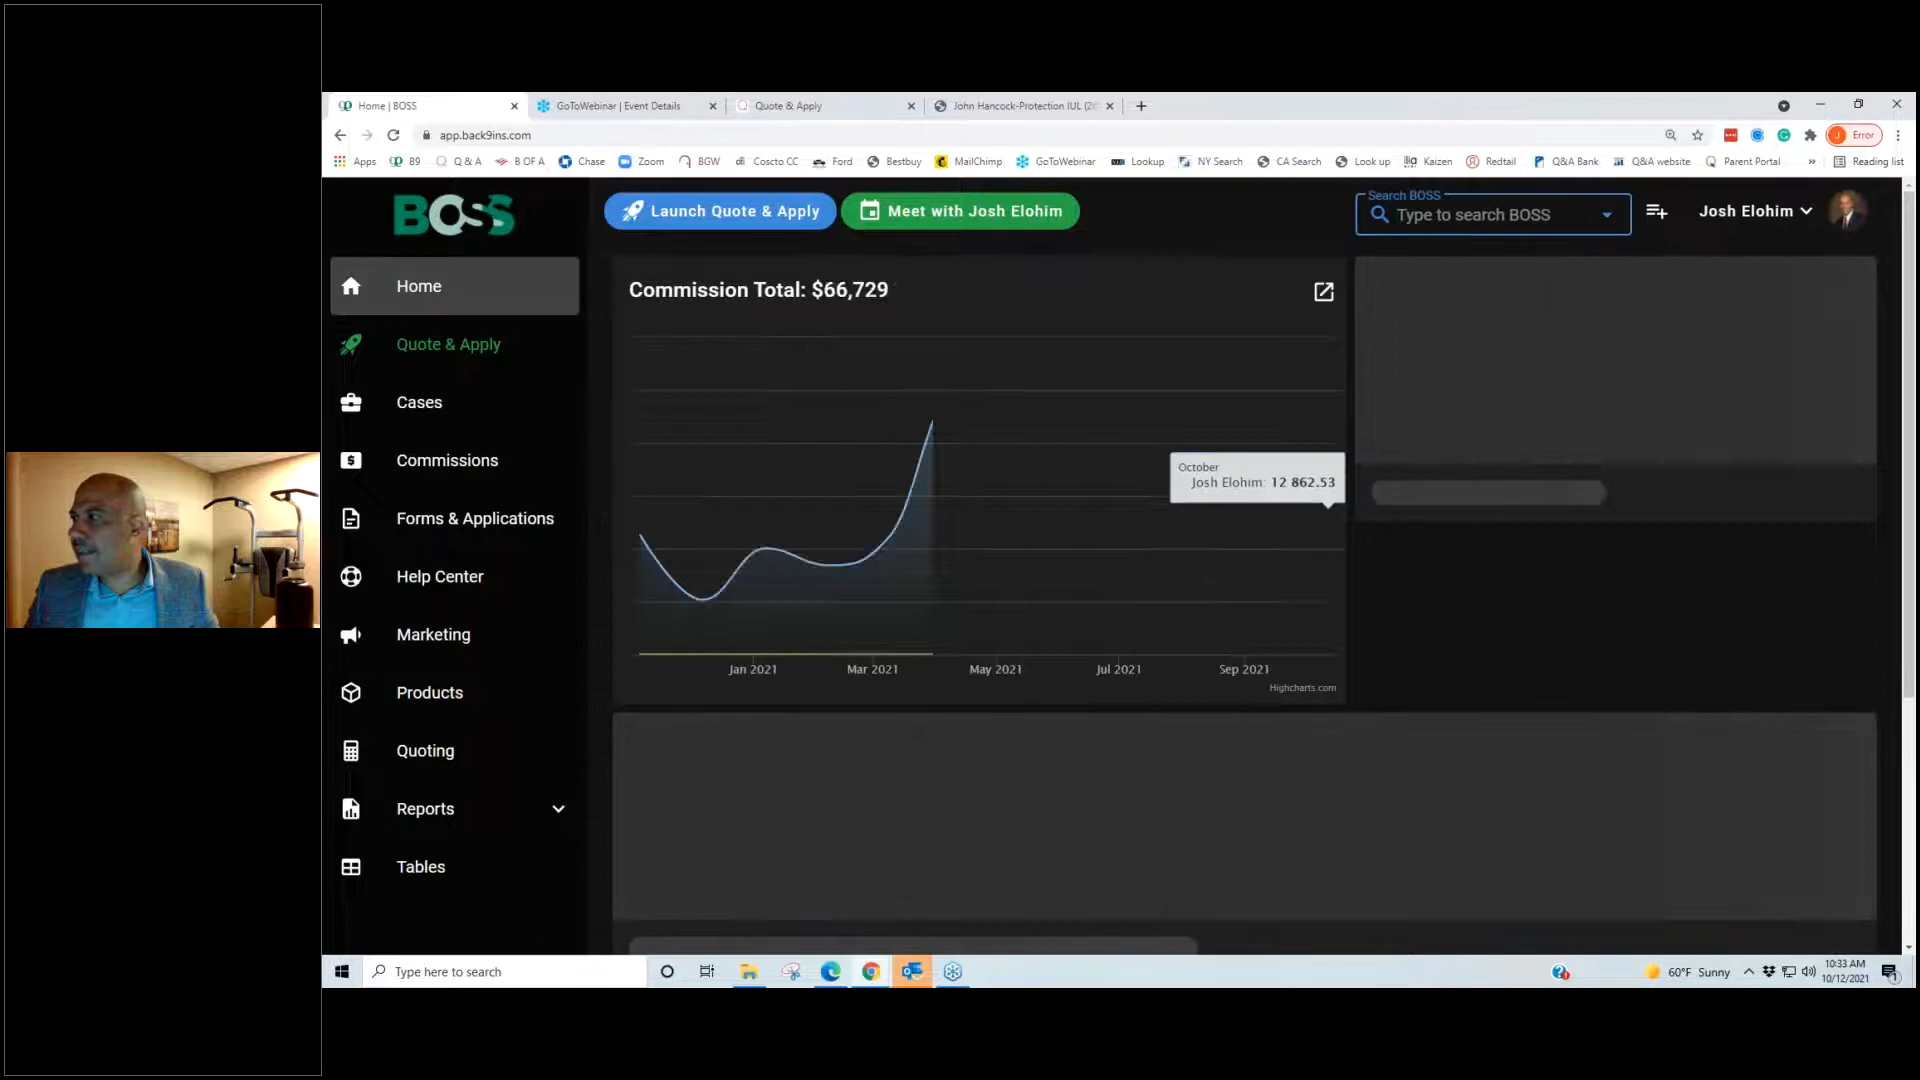 Home | BOSS
GoToWebinar | Event Details
Quote & Apply
John Hancock-Protection IUL (20
app.back9ins.com
Error
Apps
B9
Q & A
B OF A
Chase
Zoom
BGW
Coscto CC
Ford
Bestbuy
MailChimp
GoToWebinar
Lookup
NY Search
CA Search
Look up
Kaizen
Redtail
Q&A Bank
Q&A website
Parent Portal
»
Reading list
BOSS
Launch Quote & Apply
Meet with Josh Elohim
Search BOSS
Type to search BOSS
Josh Elohim
Home
Quote & Apply
Cases
Commissions
Forms & Applications
Help Center
Marketing
Products
Quoting
Reports
Tables
Commission Total: $66,729
October
Josh Elohim: 12 862.53
Jan 2021
Mar 2021
May 2021
Jul 2021
Sep 2021
Highcharts.com
Type here to search
60°F Sunny
10:33 AM
10/12/2021